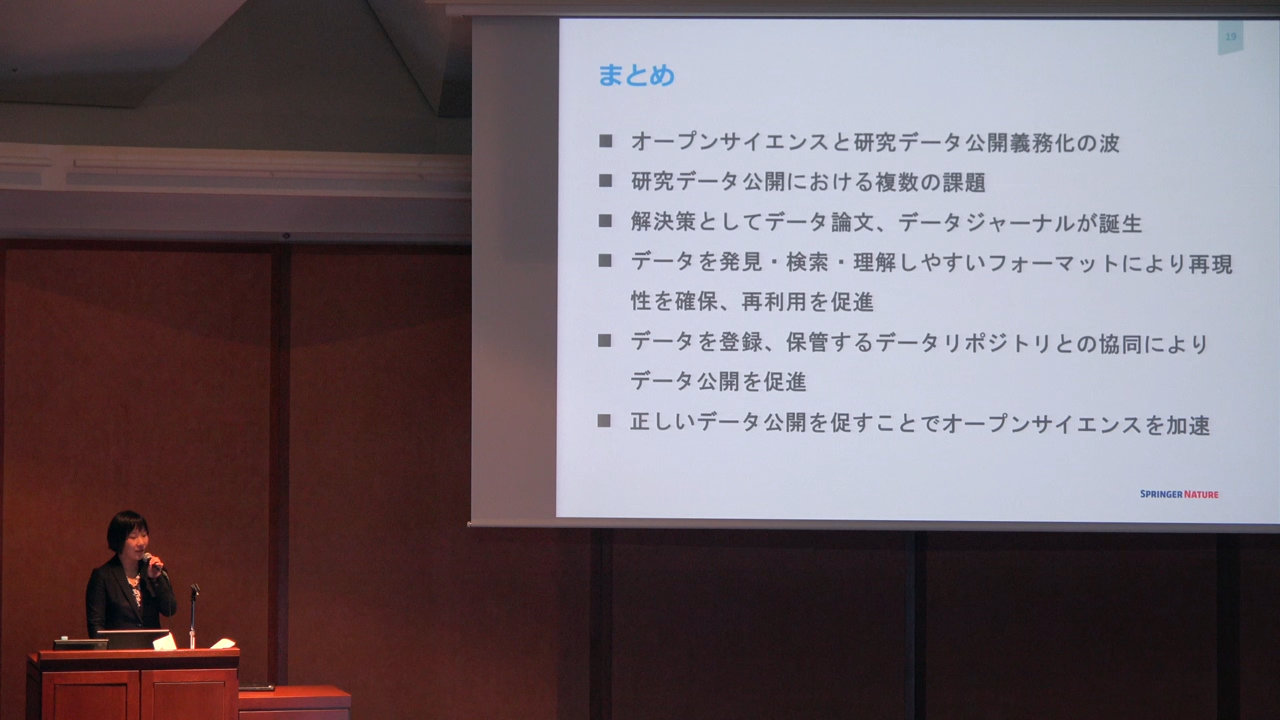 19
まとめ
■ オープンサイエンスと研究データ公開義務化の波
■ 研究データ公開における複数の課題
■ 解決策としてデータ論文、データジャーナルが誕生
■ データを発見・検索・理解しやすいフォーマットにより再現
性を確保、再利用を促進
■ データを登録、保管するデータリポジトリとの協同により
データ公開を促進
■ 正しいデータ公開を促すことでオープンサイエンスを加速
SPRINGER NATURE